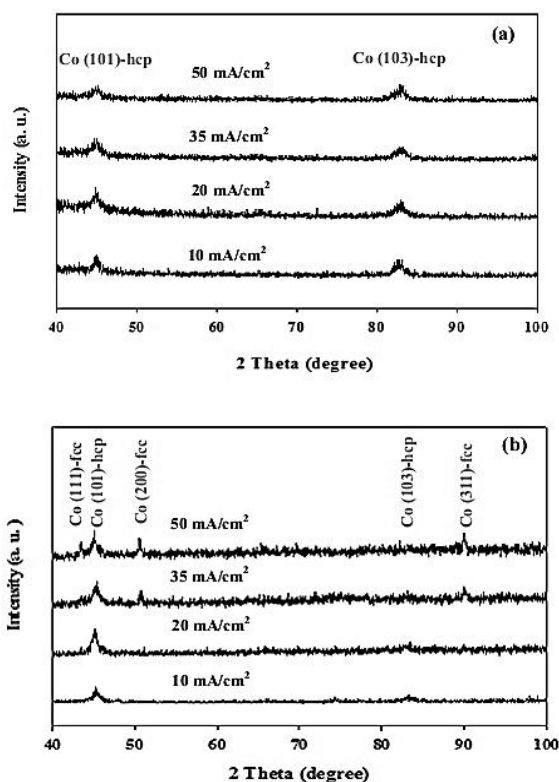 (a)
Co (101)-hcp
Co (103)-hcp
50 mA/cm²
35 mA/cm²
20 mA/cm²
10 mA/cm²
Intensity (a. u.)
40 50 60 70 80 90 100
2 Theta (degree)
(b)
Co (111)-fcc
Co (101)-hcp
Co (200)-fcc
Co (103)-hcp
Co (311)-fcc
50 mA/cm²
35 mA/cm²
20 mA/cm²
10 mA/cm²
Intensity (a. u. )
40 50 60 70 80 90 100
2 Theta (degree)